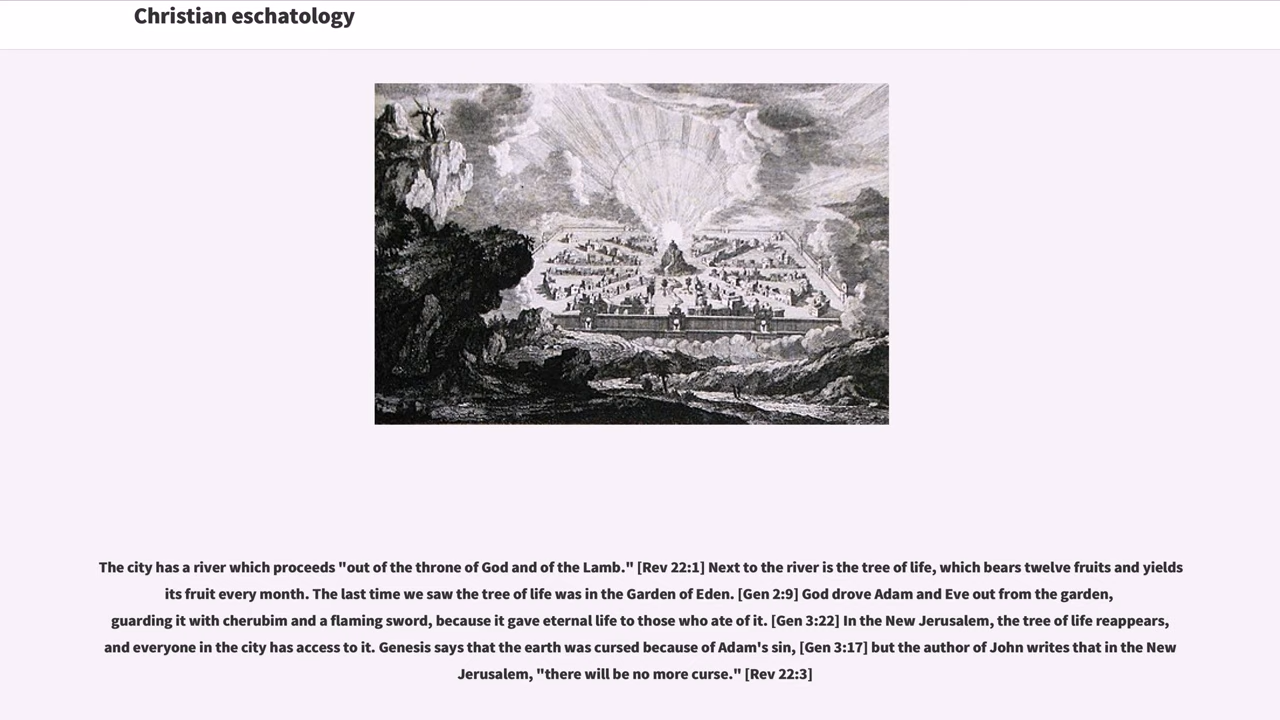 Christian eschatology
The city has a river which proceeds "out of the throne of God and of the Lamb." [Rev 22:1] Next to the river is the tree of life, which bears twelve fruits and yields
its fruit every month. The last time we saw the tree of life was in the Garden of Eden. [Gen 2:9] God drove Adam and Eve out from the garden,
guarding it with cherubim and a flaming sword, because it gave eternal life to those who ate of it. [Gen 3:22] In the New Jerusalem, the tree of life reappears,
and everyone in the city has access to it. Genesis says that the earth was cursed because of Adam's sin, [Gen 3:17] but the author of John writes that in the New
Jerusalem, "there will be no more curse." [Rev 22:3]